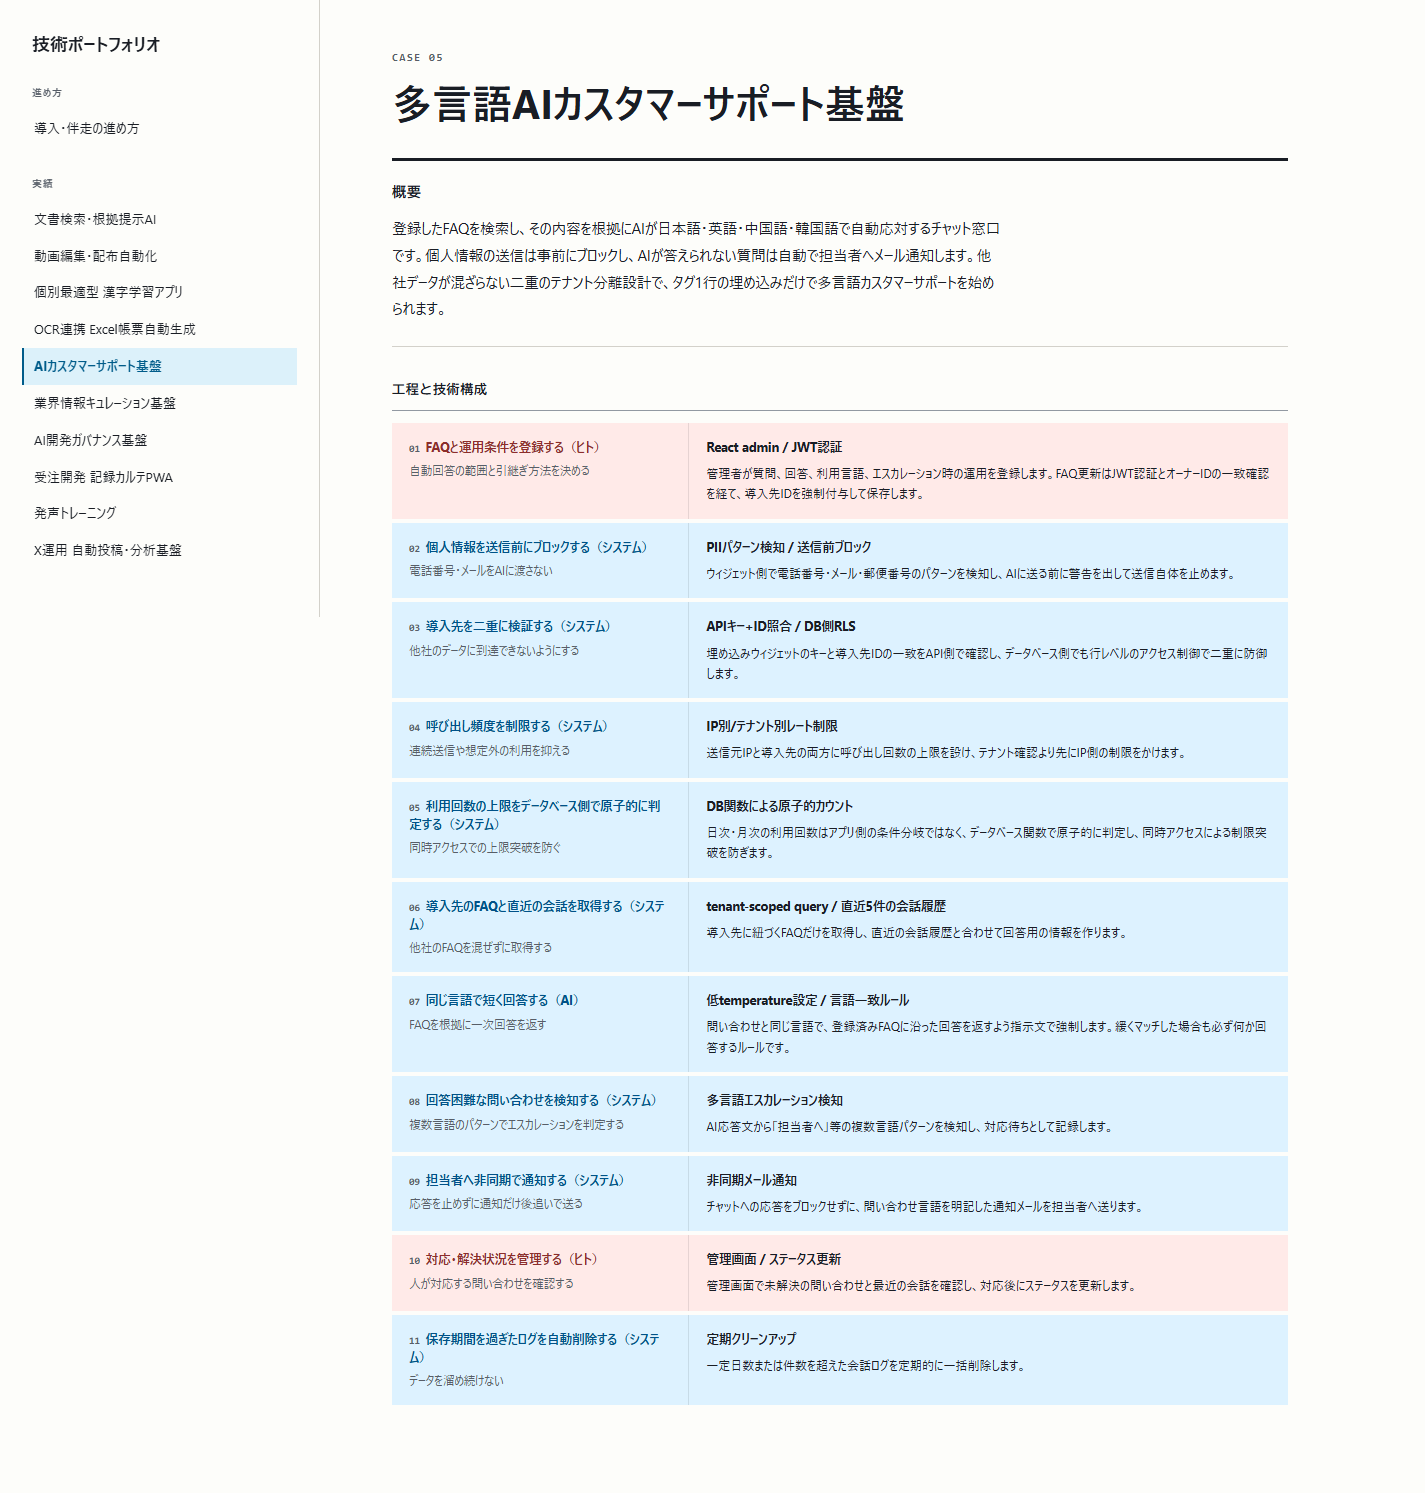 技術ポートフォリオ
進め方
導入・伴走の進め方
実績
文書検索・根拠提示AI
動画編集・配布自動化
個別最適型 漢字学習アプリ
OCR連携 Excel帳票自動生成
AIカスタマーサポート基盤
業界情報キュレーション基盤
AI開発ガバナンス基盤
受注開発 記録カルテPWA
発声トレーニング
X運用 自動投稿・分析基盤
CASE 05
多言語AIカスタマーサポート基盤
概要
登録したFAQを検索し、その内容を根拠にAIが日本語・英語・中国語・韓国語で自動応対するチャット窓口
です。個人情報の送信は事前にブロックし、AIが答えられない質問は自動で担当者へメール通知します。他
社データが混ざらない二重のテナント分離設計で、タグ1行の埋め込みだけで多言語カスタマーサポートを始め
られます。
工程と技術構成
01 FAQと運用条件を登録する（ヒト）
自動回答の範囲と引継ぎ方法を決める
React admin / JWT認証
管理者が質問、回答、利用言語、エスカレーション時の運用を登録します。FAQ更新はJWT認証とオーナーIDの一致確認
を経て、導入先IDを強制付与して保存します。
02 個人情報を送信前にブロックする（システム）
電話番号・メールをAIに渡さない
PIIパターン検知 / 送信前ブロック
ウィジェット側で電話番号・メール・郵便番号のパターンを検知し、AIに送る前に警告を出して送信自体を止めます。
03 導入先を二重に検証する（システム）
他社のデータに到達できないようにする
APIキー+ID照合 / DB側RLS
埋め込みウィジェットのキーと導入先IDの一致をAPI側で確認し、データベース側でも行レベルのアクセス制御で二重に防御
します。
04 呼び出し頻度を制限する（システム）
連続送信や想定外の利用を抑える
IP別/テナント別レート制限
送信元IPと導入先の両方に呼び出し回数の上限を設け、テナント確認より先にIP側の制限をかけます。
05 利用回数の上限をデータベース側で原子的に判
定する（システム）
同時アクセスでの上限突破を防ぐ
DB関数による原子的カウント
日次・月次の利用回数はアプリ側の条件分岐ではなく、データベース関数で原子的に判定し、同時アクセスによる制限突
破を防ぎます。
06 導入先のFAQと直近の会話を取得する（システ
ム）
他社のFAQを混ぜずに取得する
tenant-scoped query / 直近5件の会話履歴
導入先に紐づくFAQだけを取得し、直近の会話履歴と合わせて回答用の情報を作ります。
07 同じ言語で短く回答する（AI）
FAQを根拠に一次回答を返す
低temperature設定 / 言語一致ルール
問い合わせと同じ言語で、登録済みFAQに沿った回答を返すよう指示文で強制します。緩くマッチした場合も必ず何か回
答するルールです。
08 回答困難な問い合わせを検知する（システム）
複数言語のパターンでエスカレーションを判定する
多言語エスカレーション検知
AI応答文から「担当者へ」等の複数言語パターンを検知し、対応待ちとして記録します。
09 担当者へ非同期で通知する（システム）
応答を止めずに通知だけ後追いで送る
非同期メール通知
チャットへの応答をブロックせずに、問い合わせ言語を明記した通知メールを担当者へ送ります。
10 対応・解決状況を管理する（ヒト）
人が対応する問い合わせを確認する
管理画面 / ステータス更新
管理画面で未解決の問い合わせと最近の会話を確認し、対応後にステータスを更新します。
11 保存期間を過ぎたログを自動削除する（システ
ム）
データを溜め続けない
定期クリーンアップ
一定日数または件数を超えた会話ログを定期的に一括削除します。